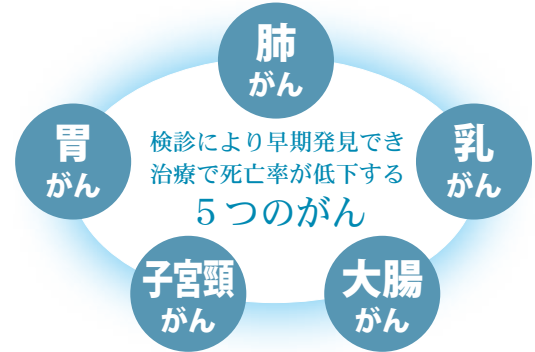 肺
がん
胃
がん
検診により早期発見でき
治療で死亡率が低下する
５つのがん
乳
がん
子宮頸
がん
大腸
がん